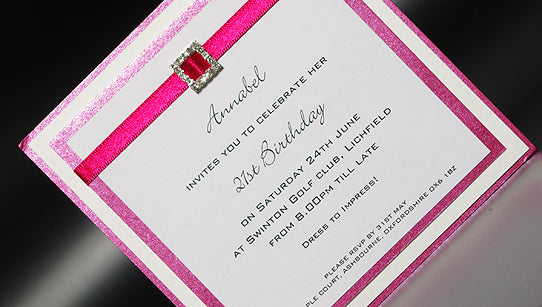 Annabel
INVITES YOU TO CELEBRATE HER
21st Birthday
ON SATURDAY 24TH JUNE
AT SWINTON GOLF CLUB, LICHFIELD
FROM 8.00PM TILL LATE
DRESS TO IMPRESS!
PLEASE RSVP BY 31ST MAY
COURT, ASHBOURNE, OXFORDSHIRE OX6 1BZ